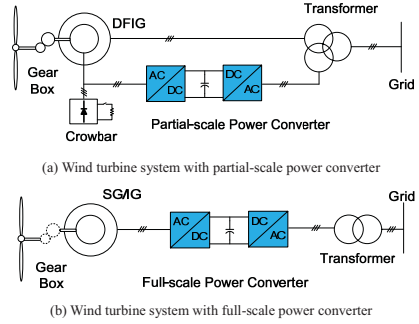 Transformer
DFIG
Gear
Box
AC
DC
DC
AC
Grid
Crowbar
Partial-scale Power Converter
(a) Wind turbine system with partial-scale power converter
SG/IG
Grid
AC
DC
DC
AC
Gear
Box
Transformer
Full-scale Power Converter
(b) Wind turbine system with full-scale power converter